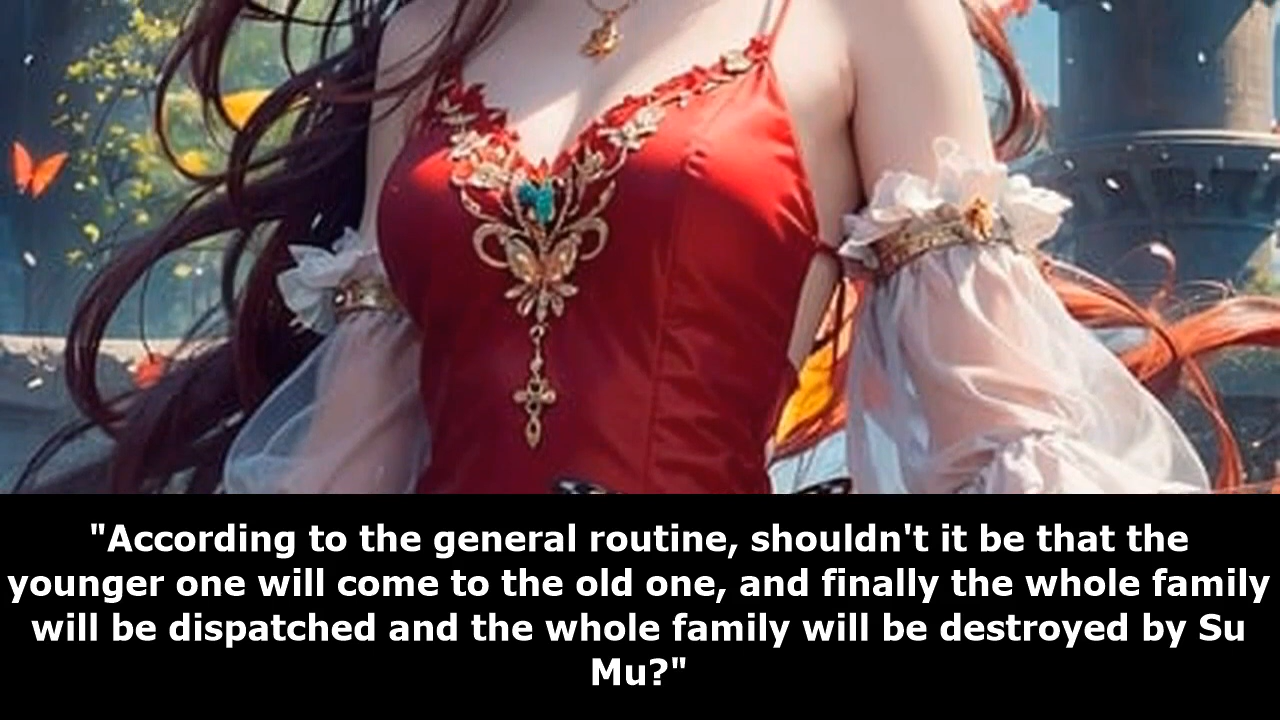 "According to the general routine, shouldn't it be that the
younger one will come to the old one, and finally the whole family
will be dispatched and the whole family will be destroyed by Su
Mu?"